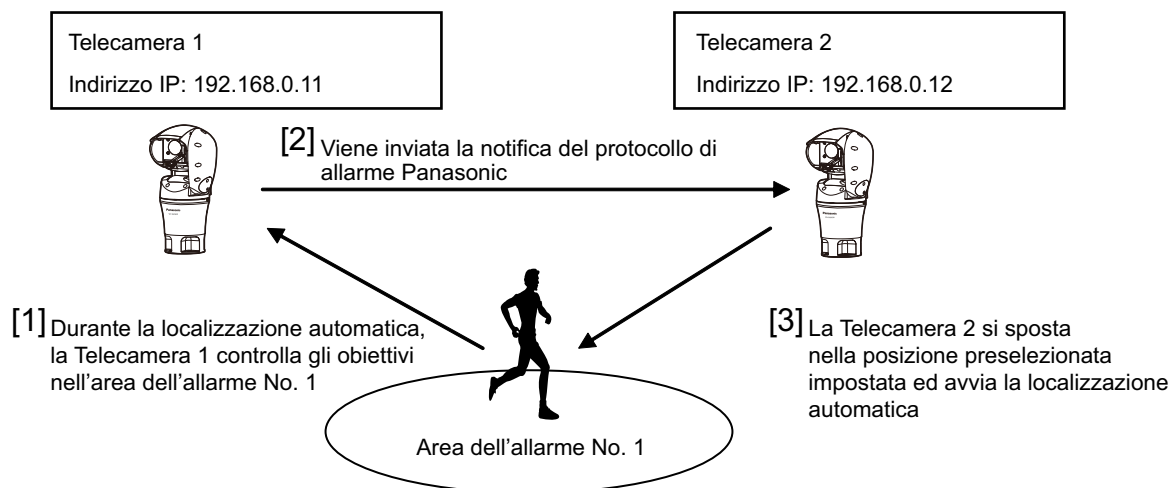 Telecamera 1
Indirizzo IP: 192.168.0.11
Telecamera 2
Indirizzo IP: 192.168.0.12
[2] Viene inviata la notifica del protocollo di
allarme Panasonic
[1] Durante la localizzazione automatica,
la Telecamera 1 controlla gli obiettivi
nell'area dell'allarme No. 1
[3] La Telecamera 2 si sposta
nella posizione preselezionata
impostata ed avvia la localizzazione
automatica
Area dell'allarme No. 1